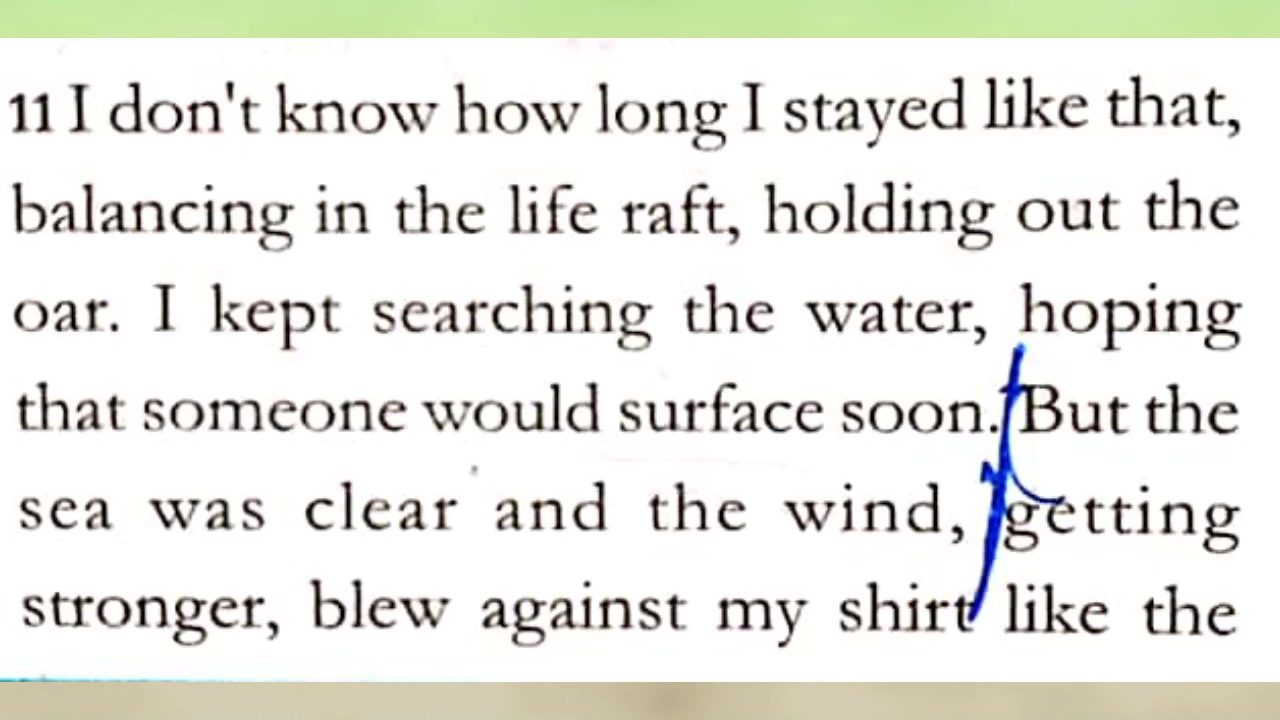 11 I don't know how long I stayed like that,
balancing in the life raft, holding out the
oar. I kept searching the water, hoping
that someone would surface soon. But the
sea was clear and the wind, getting
stronger, blew against my shirt like the